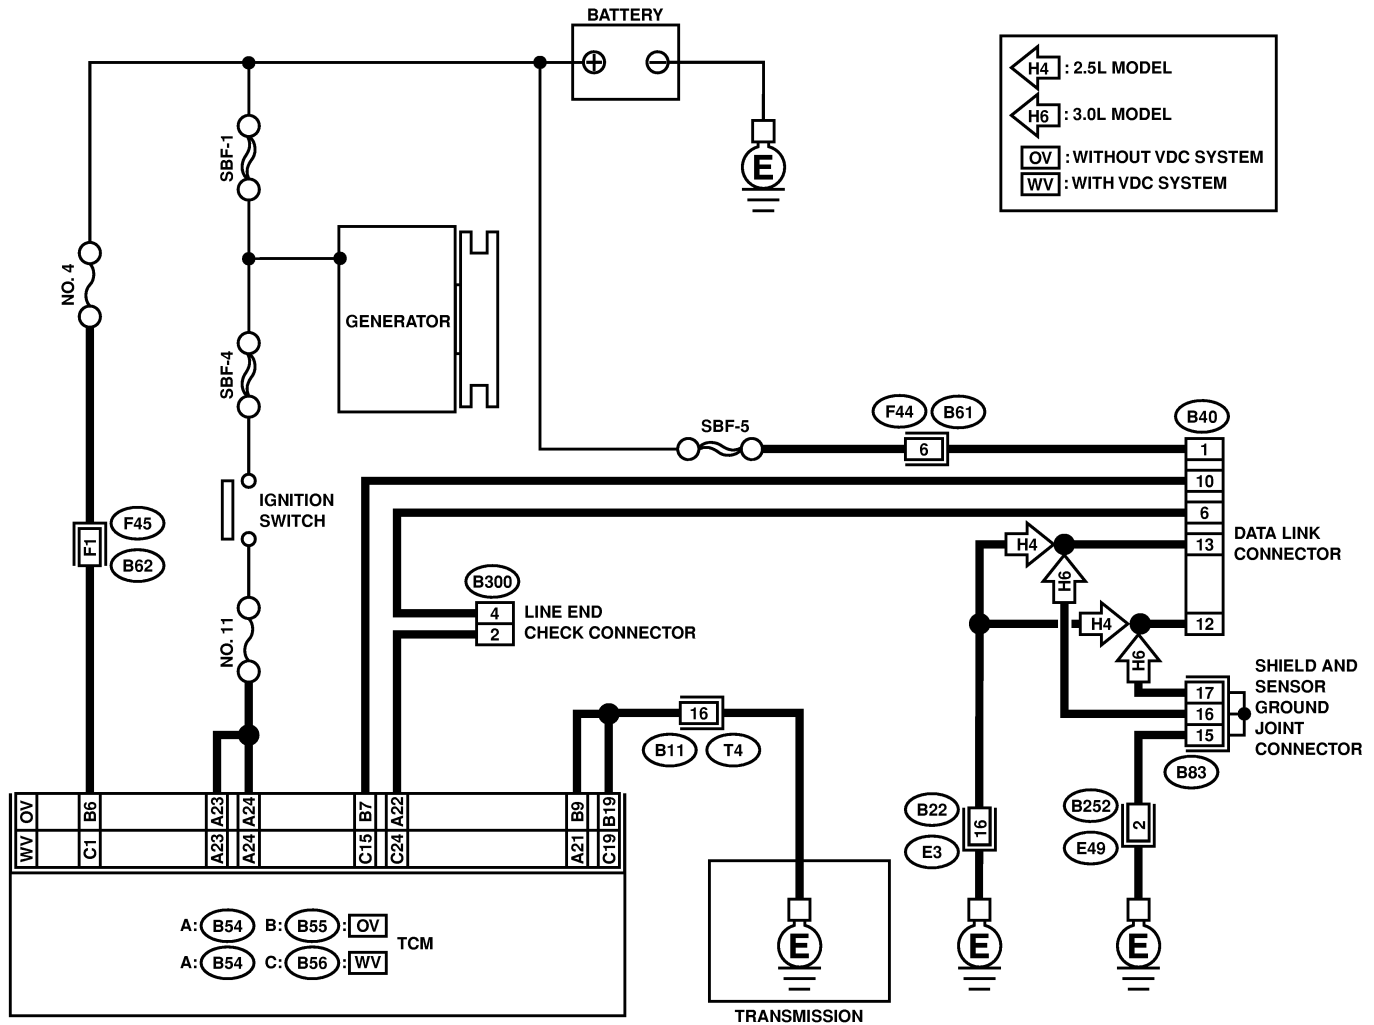 BATTERY
H4 : 2.5L MODEL
H6 : 3.0L MODEL
OV : WITHOUT VDC SYSTEM
WV : WITH VDC SYSTEM
E
SBF-1
NO. 4
GENERATOR
SBF-4
SBF-5
F44 B61
6
B40
1
10
6
13
12
DATA LINK
CONNECTOR
IGNITION
SWITCH
F45
F1
B62
H4
H6
H4
H6
B300
4
2
LINE END
CHECK CONNECTOR
NO. 11
17
16
15
SHIELD AND
SENSOR
GROUND
JOINT
CONNECTOR
B83
16
B11 T4
OV B6 A23 A24 B7 A22 B9 B19
WV C1 A23 A24 C15 C24 A21 C19
B22
16
E3
B252
2
E49
A: B54 B: B55 : OV
TCM
A: B54 C: B56 : WV
E
E
E
TRANSMISSION